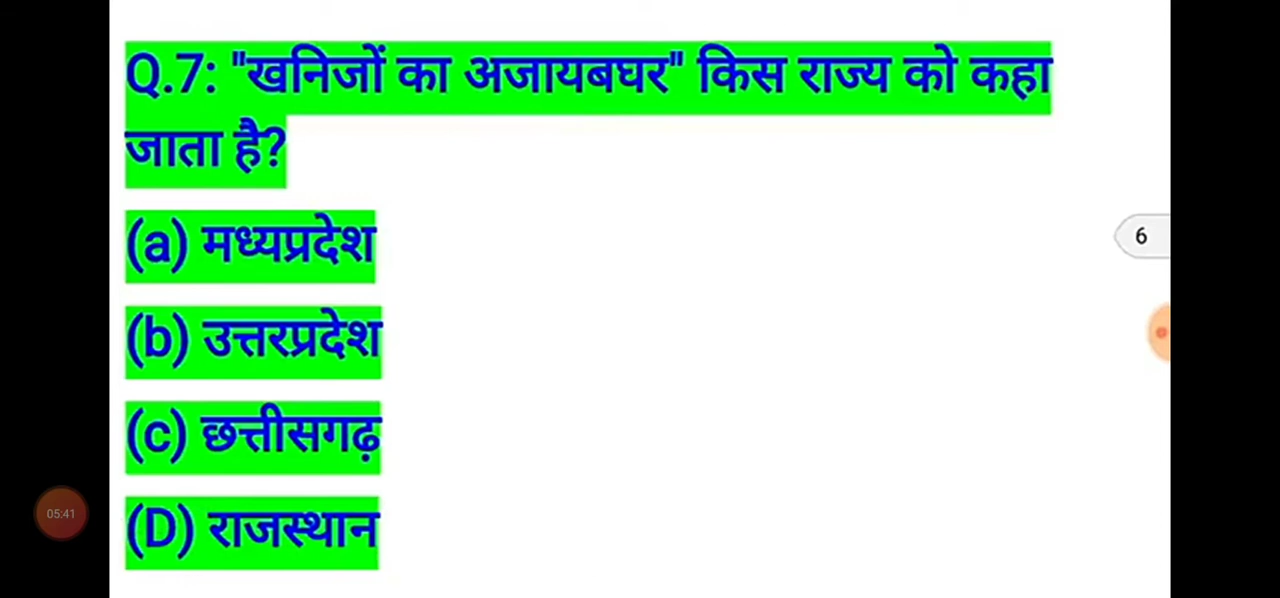 Q.7: "खनिजों का अजायबघर" किस राज्य को कहा
जाता है?
(a) मध्यप्रदेश
6
(b) उत्तरप्रदेश
(c) छत्तीसगढ़
05:41
(D) राजस्थान